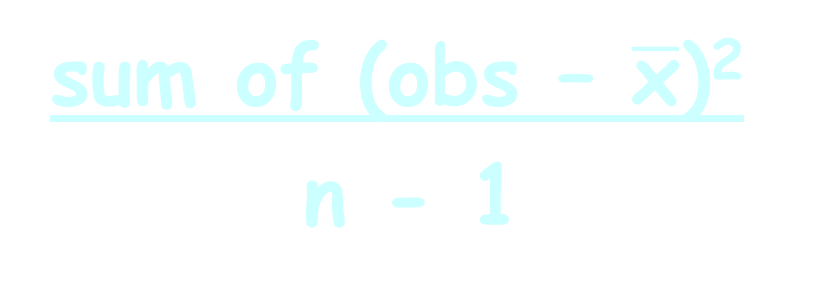 sum of (obs – x̅)²
n - 1